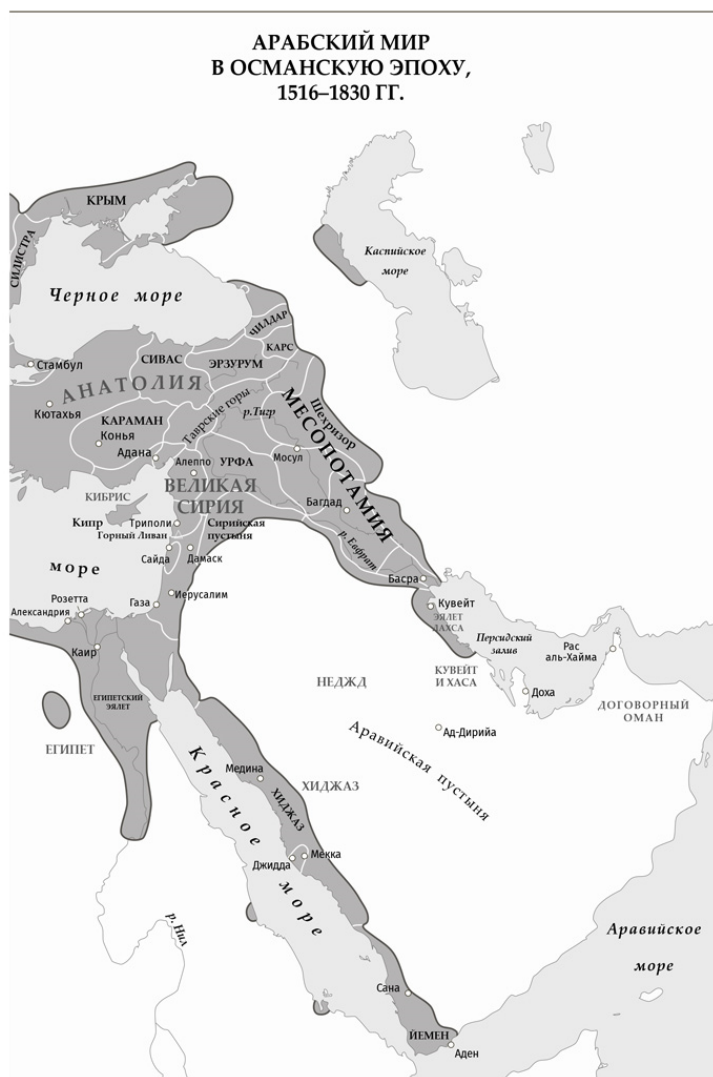 АРАБСКИЙ МИР
В ОСМАНСКУЮ ЭПОХУ,
1516–1830 ГГ.
КРЫМ
СИЛИСТРА
Каспийское
море
Черное море
ЧИЛДАР
КАРС
Стамбул
СИВАС
ЭРЗУРУМ
АНАТОЛИЯ
Кютахья
КАРАМАН
Конья
Адана
Таврские горы
р.Тигр
Шехризор
МЕСОПОТАМИЯ
Алеппо
УРФА
Мосул
ВЕЛИКАЯ
СИРИЯ
КИБРИС
Кипр
Триполи
Горный Ливан
Сирийская
пустыня
Багдад
р. Евфрат
море
Сайда
Дамаск
Басра
Розетта
Александрия
Газа
Иерусалим
Кувейт
ЭЯЛЕТ
ЛАХСА
Персидский
залив
Рас
аль-Хайма
Каир
КУВЕЙТ
И ХАСА
НЕДЖД
Доха
ДОГОВОРНЫЙ
ОМАН
ЕГИПЕТСКИЙ
ЭЯЛЕТ
ЕГИПЕТ
Ад-Дирийа
Аравийская пустыня
Красное море
Медина
ХИДЖАЗ
ХИДЖАЗ
Джидда
Мекка
р. Нил
Аравийское
море
Сана
ЙЕМЕН
Аден